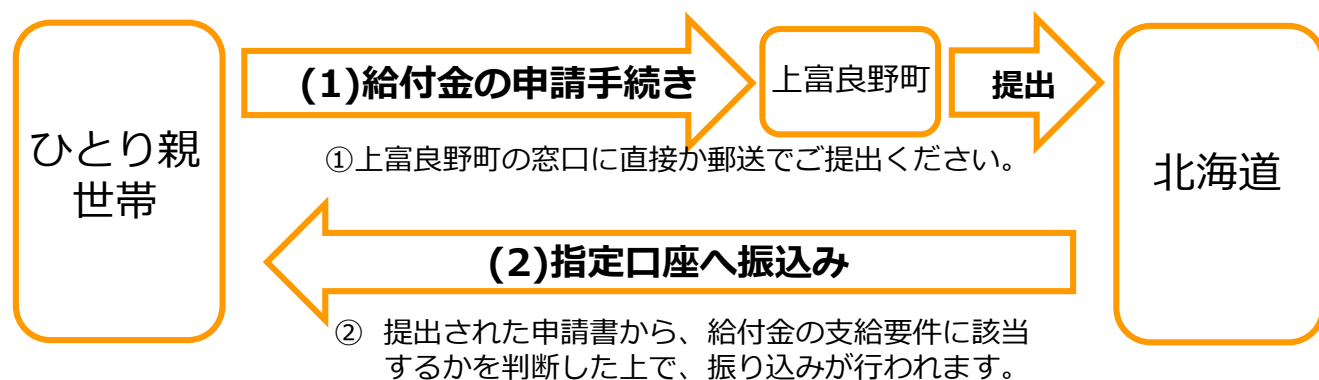 ひとり親
世帯
(1)給付金の申請手続き
上富良野町
提出
北海道
①上富良野町の窓口に直接か郵送でご提出ください。
(2)指定口座へ振込み
② 提出された申請書から、給付金の支給要件に該当
するかを判断した上で、振り込みが行われます。